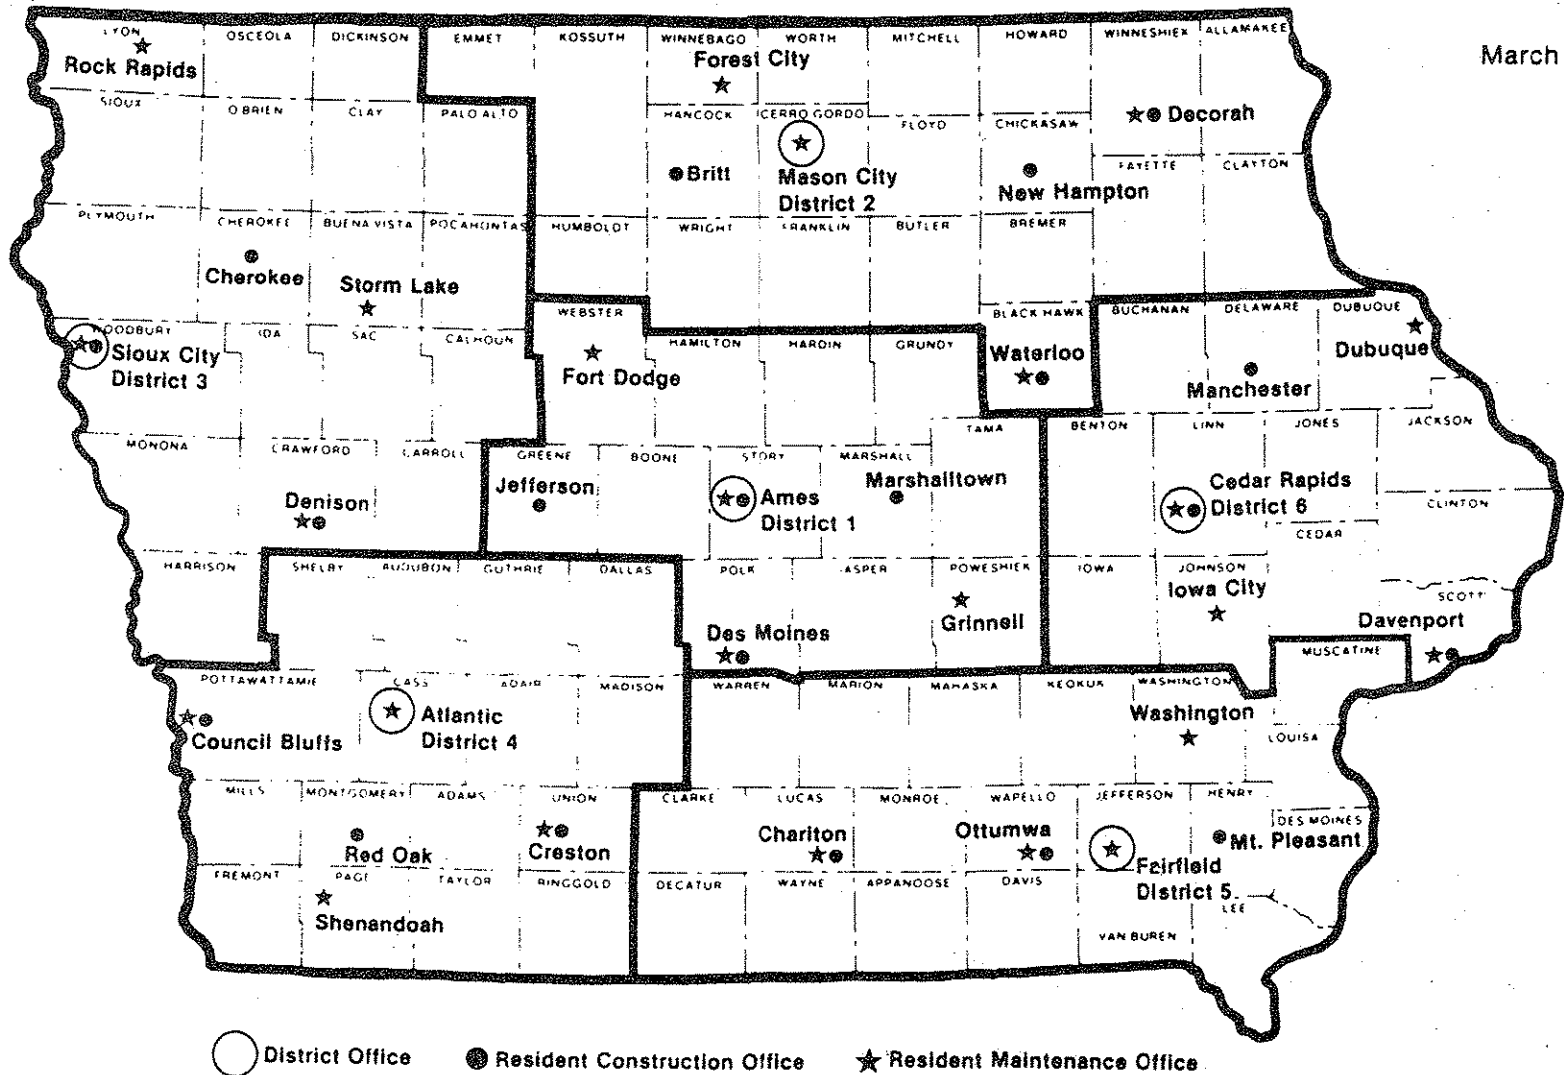 March
LYON
OSCEOLA
DICKINSON
EMMET
KOSSUTH
WINNEBAGO
WORTH
MITCHELL
HOWARD
WINNESHIEK
ALLAMAKEE
Rock Rapids
Forest City
SIOUX
O BRIEN
CLAY
PALO ALTO
HANCOCK
CERRO GORDO
FLOYD
CHICKASAW
Decorah
Britt
Mason City
District 2
New Hampton
FAYETTE
CLAYTON
PLYMOUTH
CHEROKEE
BUENA VISTA
POCAHONTAS
HUMBOLDT
WRIGHT
FRANKLIN
BUTLER
BREMER
Cherokee
Storm Lake
WEBSTER
BLACK HAWK
BUCHANAN
DELAWARE
DUBUQUE
WOODBURY
IDA
SAC
CALHOUN
HAMILTON
HARDIN
GRUNDY
Sioux City
District 3
Fort Dodge
Waterloo
Manchester
Dubuque
MONONA
CRAWFORD
CARROLL
GREENE
BOONE
STORY
MARSHALL
TAMA
BENTON
LINN
JONES
JACKSON
Denison
Jefferson
Ames
District 1
Marshalltown
Cedar Rapids
District 6
CLINTON
CEDAR
HARRISON
SHELBY
AUDUBON
GUTHRIE
DALLAS
POLK
JASPER
POWESHIEK
IOWA
JOHNSON
Iowa City
SCOTT
Grinnell
Des Moines
Davenport
MUSCATINE
POTTAWATTAMIE
CASS
ADAIR
MADISON
WARREN
MARION
MAHASKA
KEOKUK
WASHINGTON
Council Bluffs
Atlantic
District 4
Washington
LOUISA
MILLS
MONTGOMERY
ADAMS
UNION
CLARKE
LUCAS
MONROE
WAPELLO
JEFFERSON
HENRY
DES MOINES
Red Oak
Creston
Chariton
Ottumwa
Fairfield
District 5
Mt. Pleasant
FREMONT
PAGE
TAYLOR
RINGGOLD
DECATUR
WAYNE
APPANOOSE
DAVIS
VAN BUREN
LEE
Shenandoah
District Office
Resident Construction Office
Resident Maintenance Office